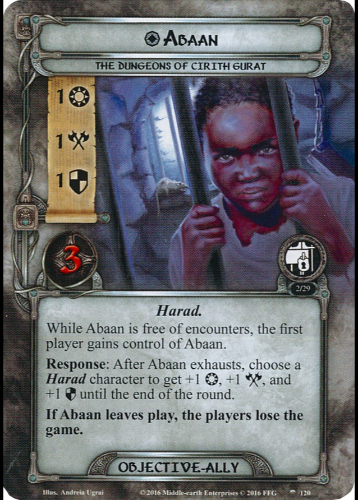 Abaan
THE DUNGEONS OF CIRITH GURAT
1
1
1
3
2/29
Harad.
While Abaan is free of encounters, the first
player gains control of Abaan.
Response: After Abaan exhausts, choose a
Harad character to get +1 , +1 , and
+1 until the end of the round.
If Abaan leaves play, the players lose the
game.
OBJECTIVE-ALLY
Illus. Andreia Ugrai ©2016 Middle-earth Enterprises ©2016 FFG 120